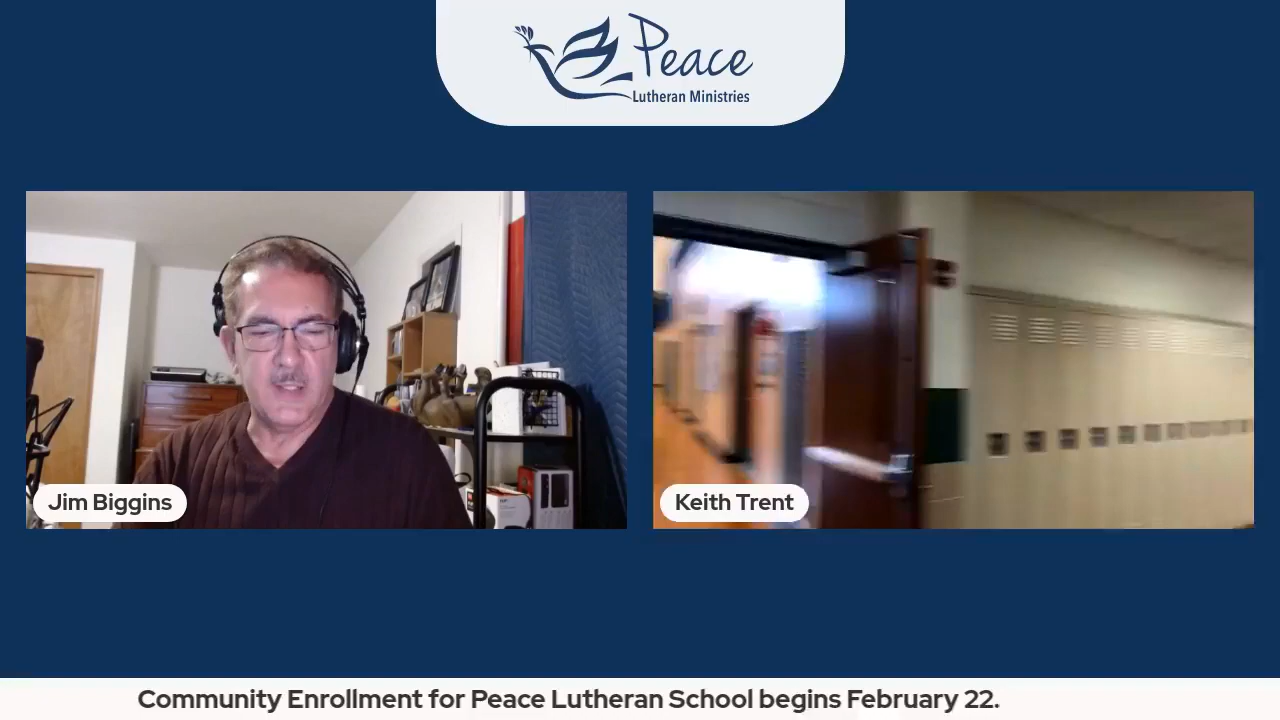 Peace
Lutheran Ministries
Jim Biggins
Keith Trent
Community Enrollment for Peace Lutheran School begins February 22.